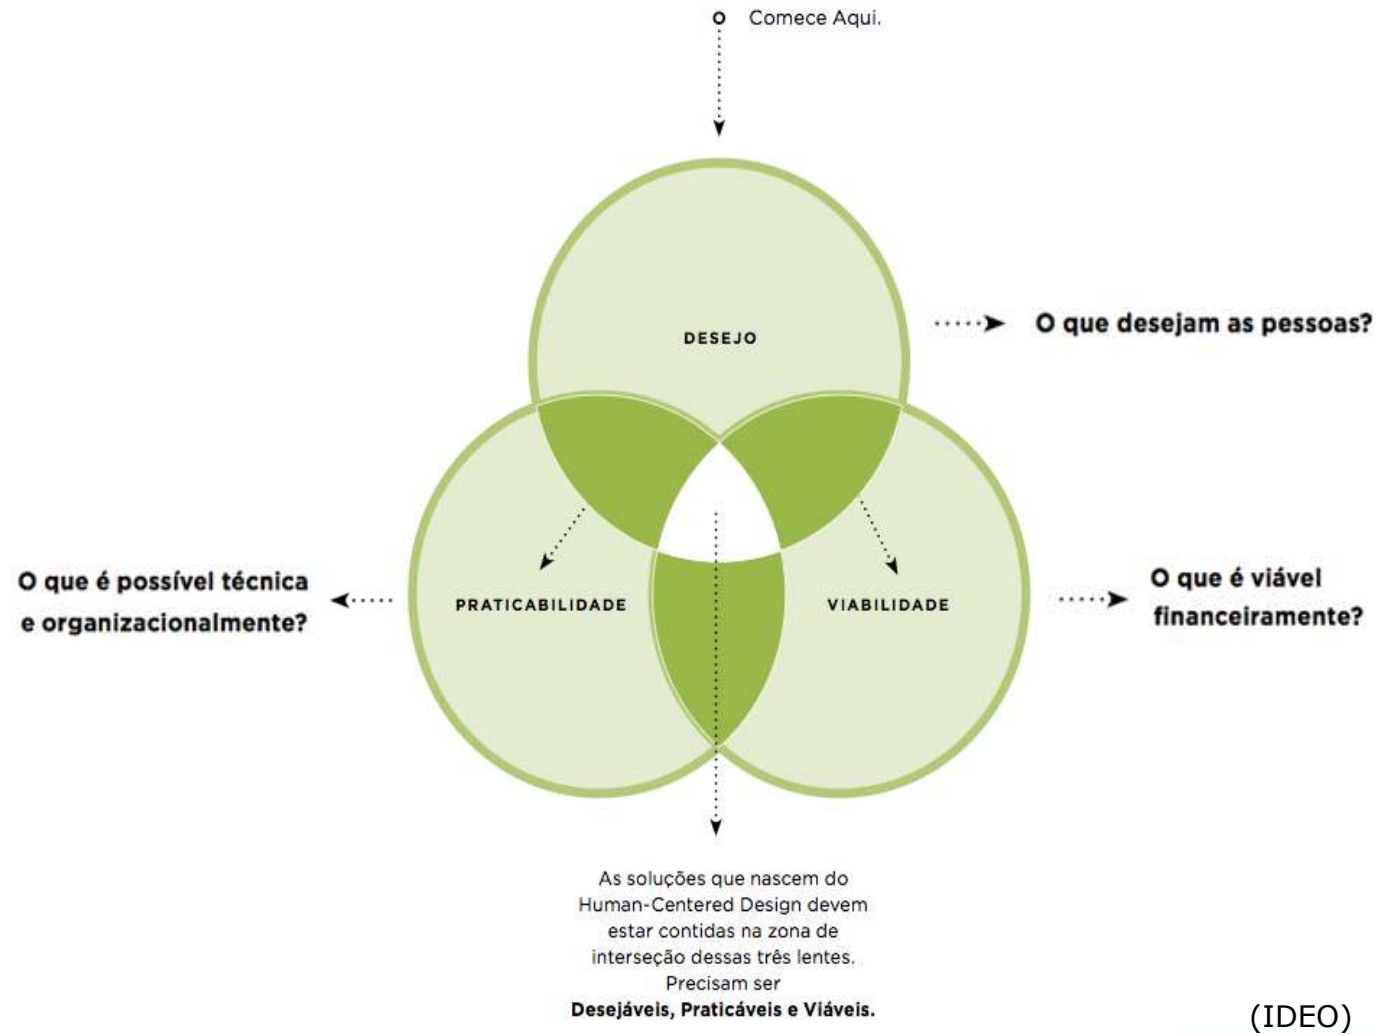 Comece Aqui.
DESEJO
O que desejam as pessoas?
O que é possível técnica
e organizacionalmente?
PRATICABILIDADE
VIABILIDADE
O que é viável
financeiramente?
As soluções que nascem do
Human-Centered Design devem
estar contidas na zona de
interseção dessas três lentes.
Precisam ser
Desejáveis, Praticáveis e Viáveis.
(IDEO)